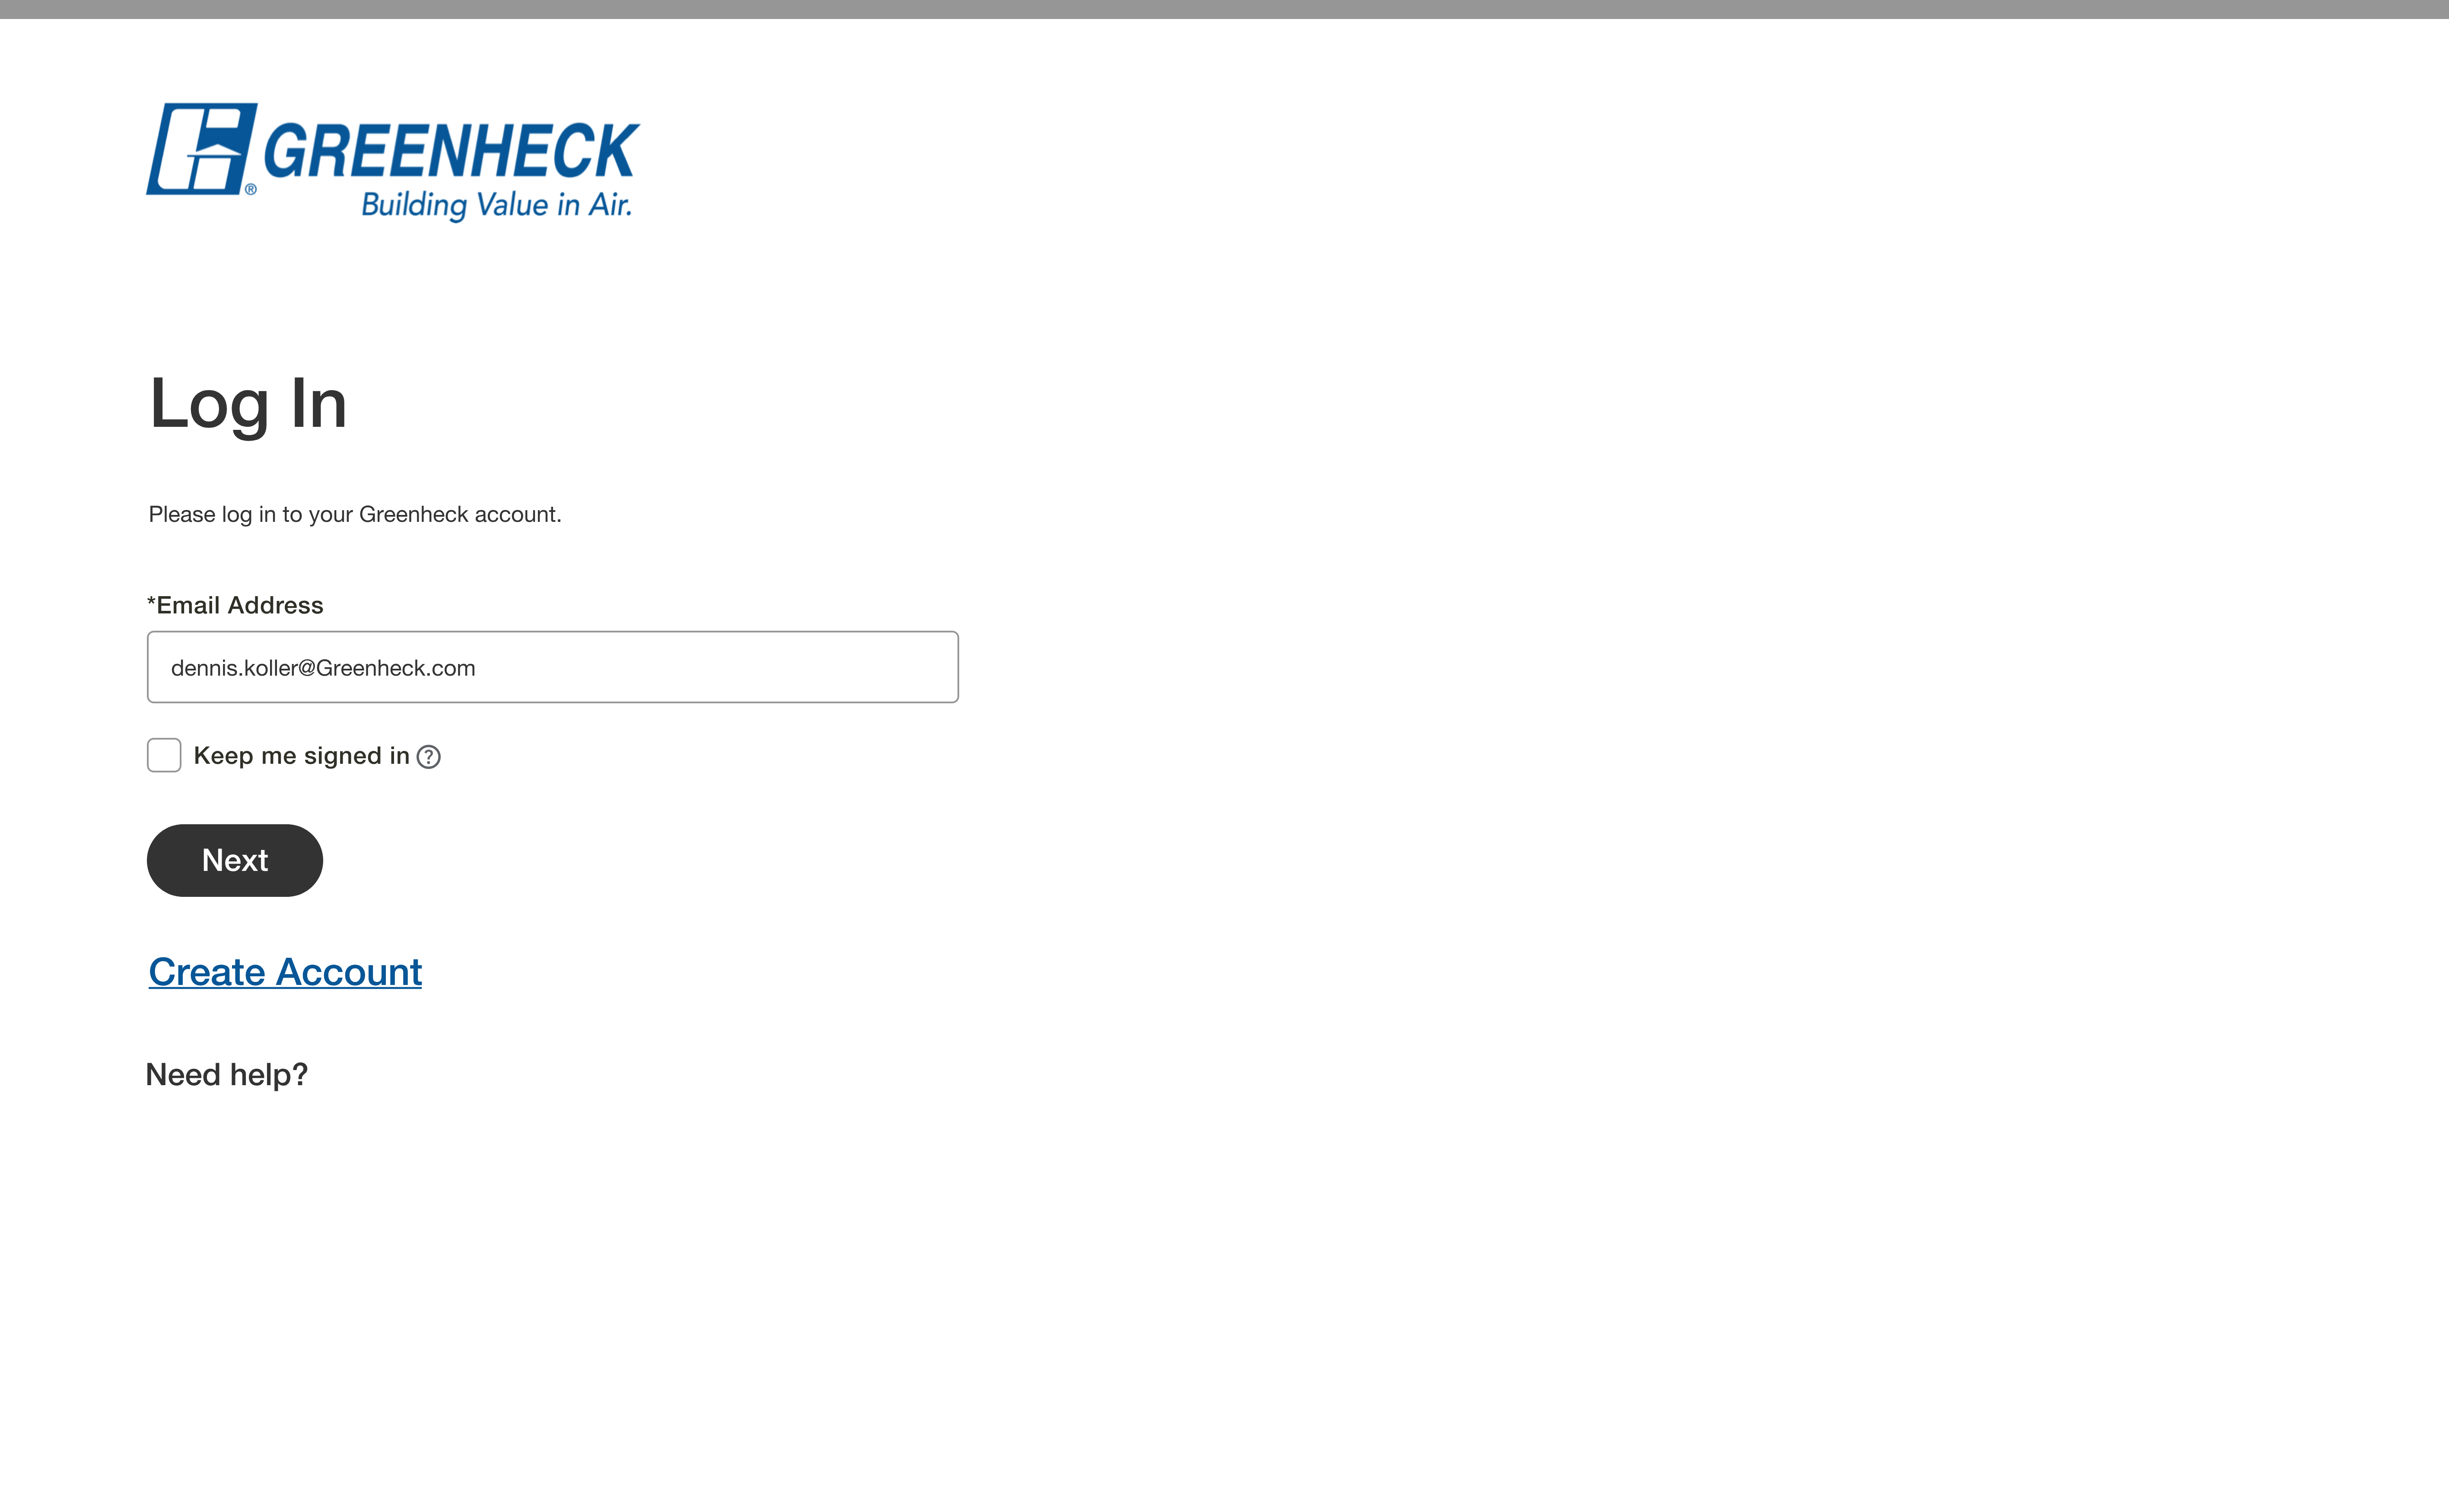 GREENHECK
®
Building Value in Air.
Log In
Please log in to your Greenheck account.
*Email Address
dennis.koller@Greenheck.com
Keep me signed in ?
Next
Create Account
Need help?